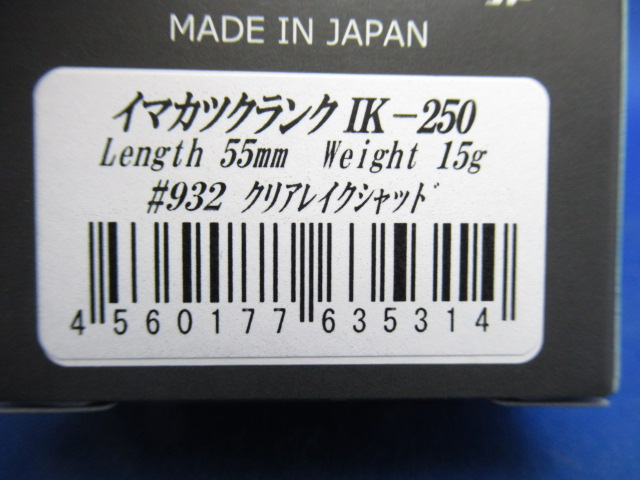 MADE IN JAPAN
イマカツクランク IK-250
Length 55mm Weight 15g
#932 クリアレイクシャッド
4 560177 635314